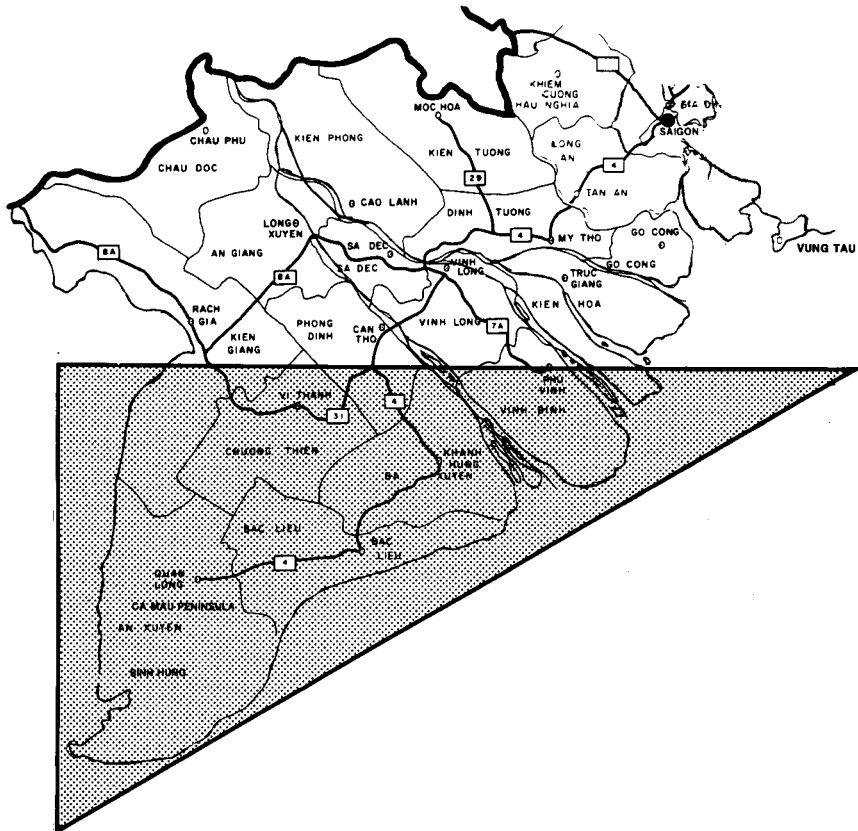 KHIEM
CUONG
HAU NGHIA
GIA DINH
SAIGON
MOC HOA
CHAU PHU
KIEN PHONG
KIEN TUONG
LONG
AN
4
CHAU DOC
29
TAN AN
CAO LANH
DINH TUONG
LONG
XUYEN
4
MY THO
GO CONG
VUNG TAU
8A
AN GIANG
SA DEC
SA DEC
VINH
LONG
GO CONG
TRUC
GIANG
8A
KIEN HOA
RACH
GIA
PHONG
DINH
CAN
THO
VINH LONG
7A
KIEN
GIANG
PHU
VINH
VI THANH
31
4
VINH BINH
CHUONG THIEN
KHANH
HUNG
XUYEN
BA
BAC LIEU
BAC
LIEU
4
QUAN
LONG
CA MAU PENINSULA
AN XUYEN
SINH HUNG